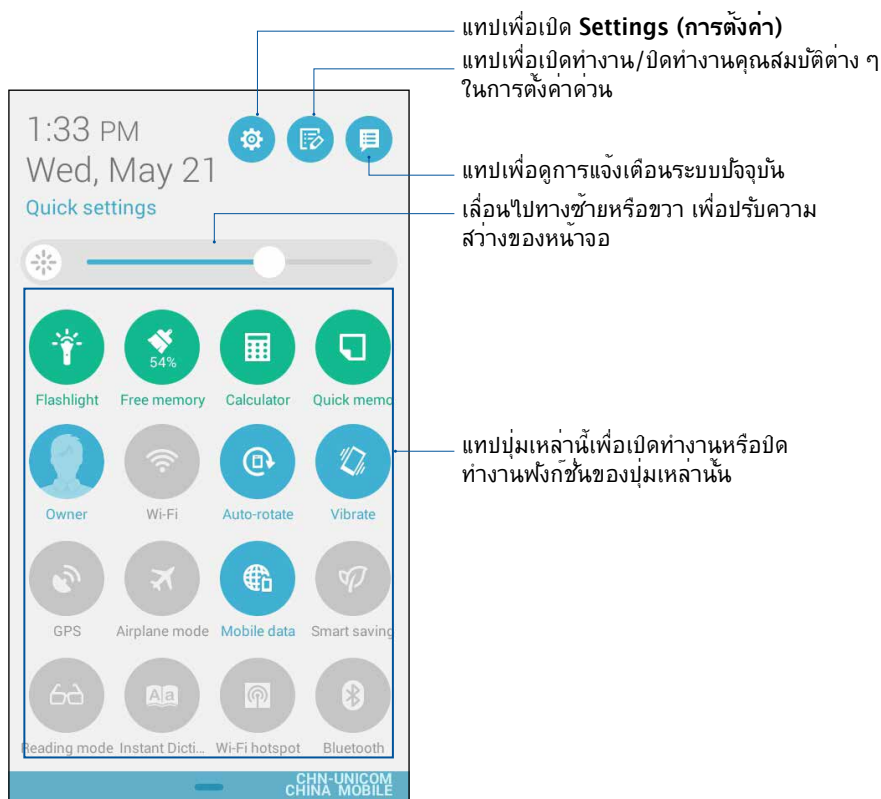 แทปเพื่อเปิด Settings (การตั้งค่า)
แทปเพื่อเปิดทำงาน/ปิดทำงานคุณสมบัติต่าง ๆ
ในการตั้งค่าด่วน
1:33 PM
Wed, May 21
Quick settings
แทปเพื่อดูการแจ้งเตือนระบบปัจจุบัน
เลื่อนไปทางซ้ายหรือขวา เพื่อปรับความ
สว่างของหน้าจอ
54%
Flashlight Free memory Calculator Quick memo
แทปปุ่มเหล่านี้เพื่อเปิดทำงานหรือปิด
ทำงานฟังก์ชั่นของปุ่มเหล่านั้น
Owner Wi-Fi Auto-rotate Vibrate
GPS Airplane mode Mobile data Smart saving
Aa
Reading mode Instant Dicti... Wi-Fi hotspot Bluetooth
CHN-UNICOM
CHINA MOBILE